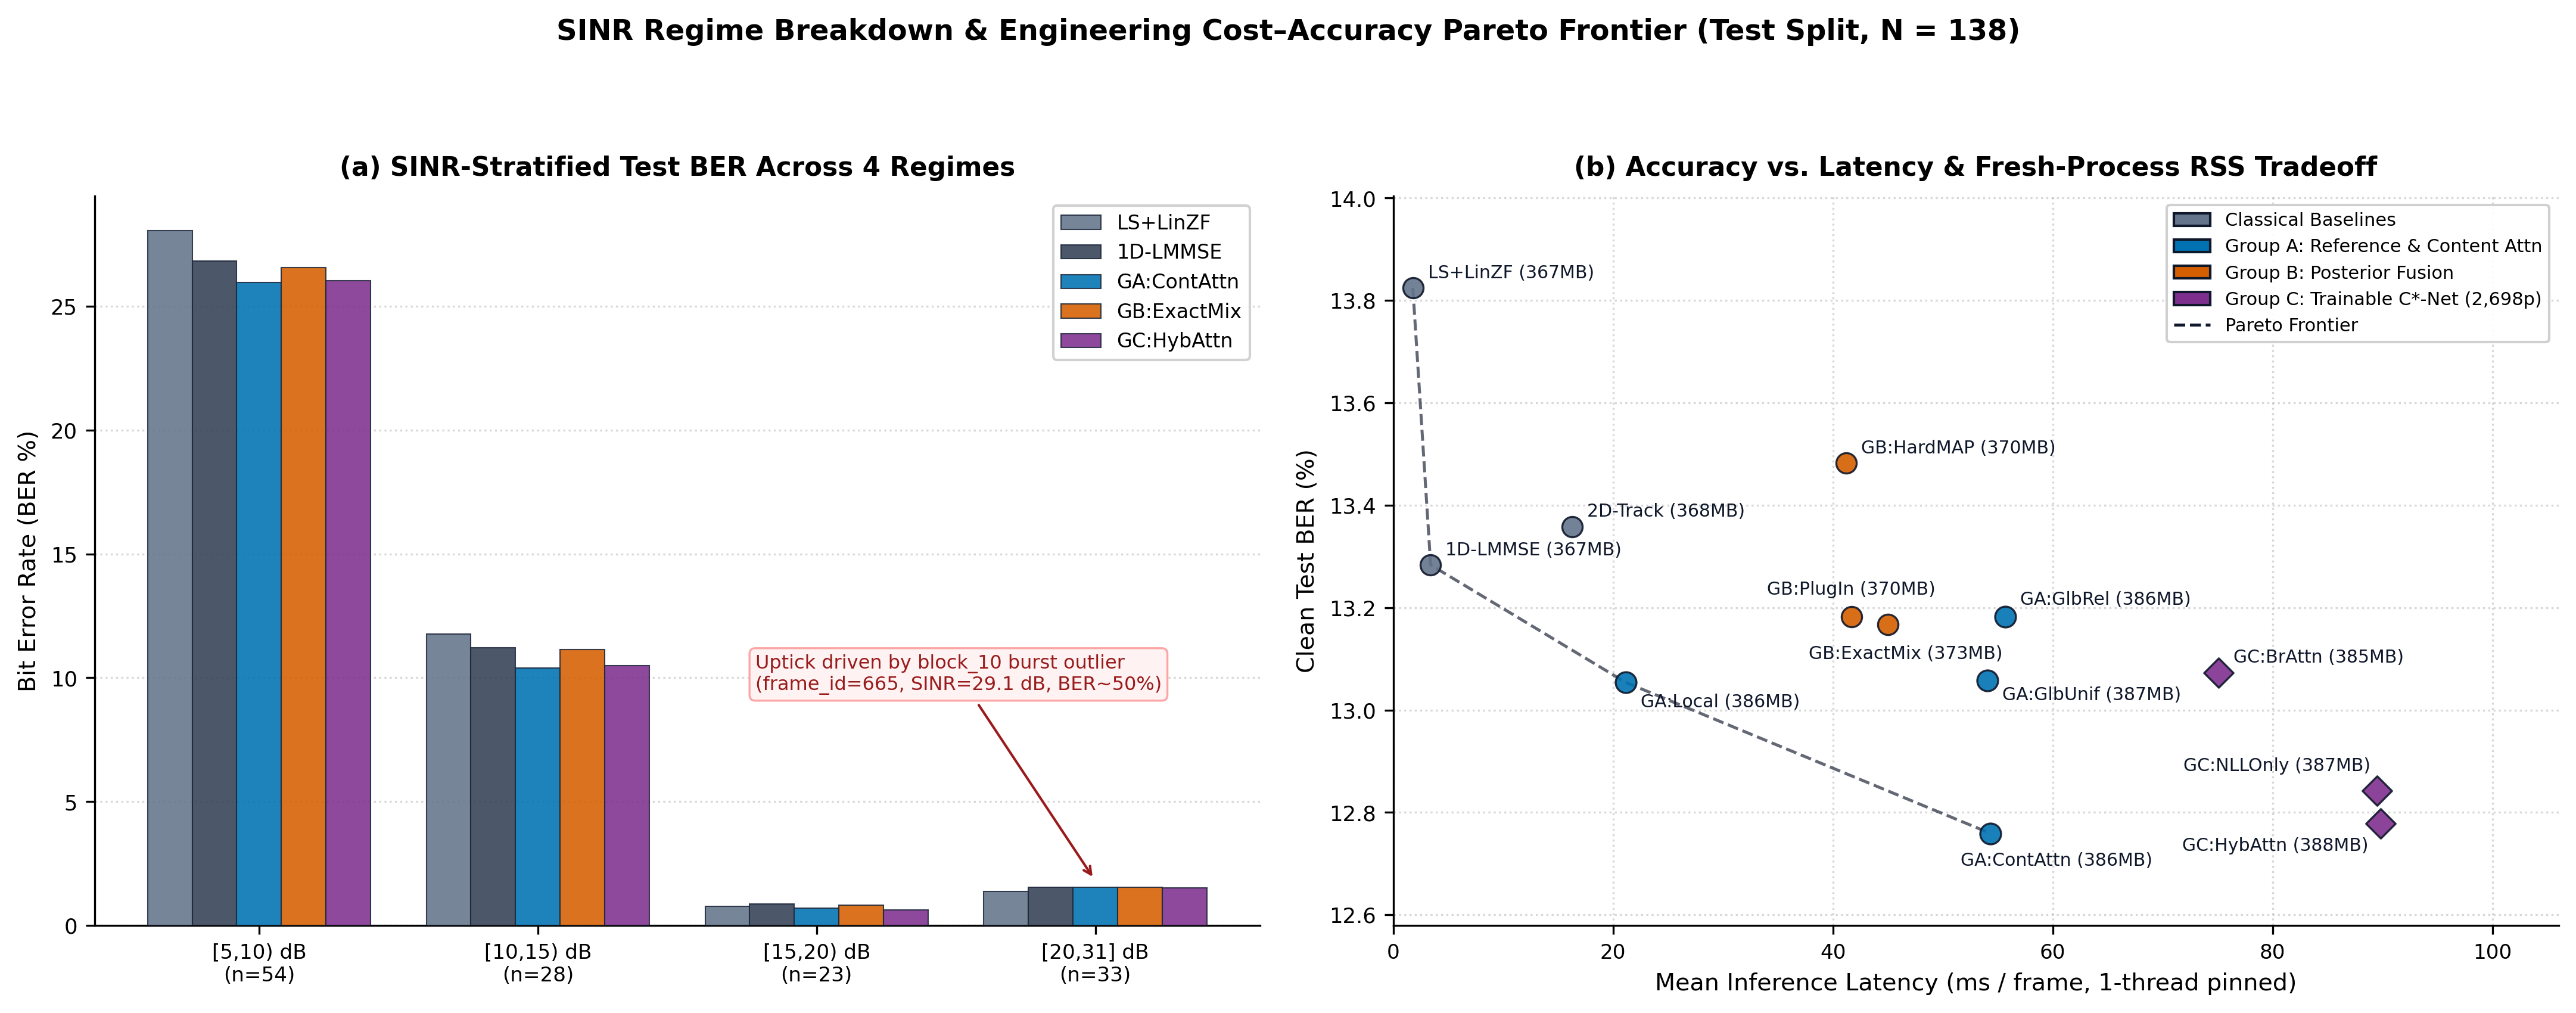 SINR Regime Breakdown & Engineering Cost–Accuracy Pareto Frontier (Test Split, N = 138)
(a) SINR-Stratified Test BER Across 4 Regimes
Bit Error Rate (BER %)
25
20
15
10
5
0
LS+LinZF
1D-LMMSE
GA:ContAttn
GB:ExactMix
GC:HybAttn
Uptick driven by block_10 burst outlier
(frame_id=665, SINR=29.1 dB, BER~50%)
[5,10) dB
(n=54)
[10,15) dB
(n=28)
[15,20) dB
(n=23)
[20,31] dB
(n=33)
(b) Accuracy vs. Latency & Fresh-Process RSS Tradeoff
Clean Test BER (%)
14.0
13.8
13.6
13.4
13.2
13.0
12.8
12.6
Classical Baselines
Group A: Reference & Content Attn
Group B: Posterior Fusion
Group C: Trainable C*-Net (2,698p)
Pareto Frontier
LS+LinZF (367MB)
GB:HardMAP (370MB)
2D-Track (368MB)
1D-LMMSE (367MB)
GB:PlugIn (370MB)
GA:GlbRel (386MB)
GB:ExactMix (373MB)
GC:BrAttn (385MB)
GA:GlbUnif (387MB)
GA:Local (386MB)
GC:NLLOnly (387MB)
GC:HybAttn (388MB)
GA:ContAttn (386MB)
0
20
40
60
80
100
Mean Inference Latency (ms / frame, 1-thread pinned)